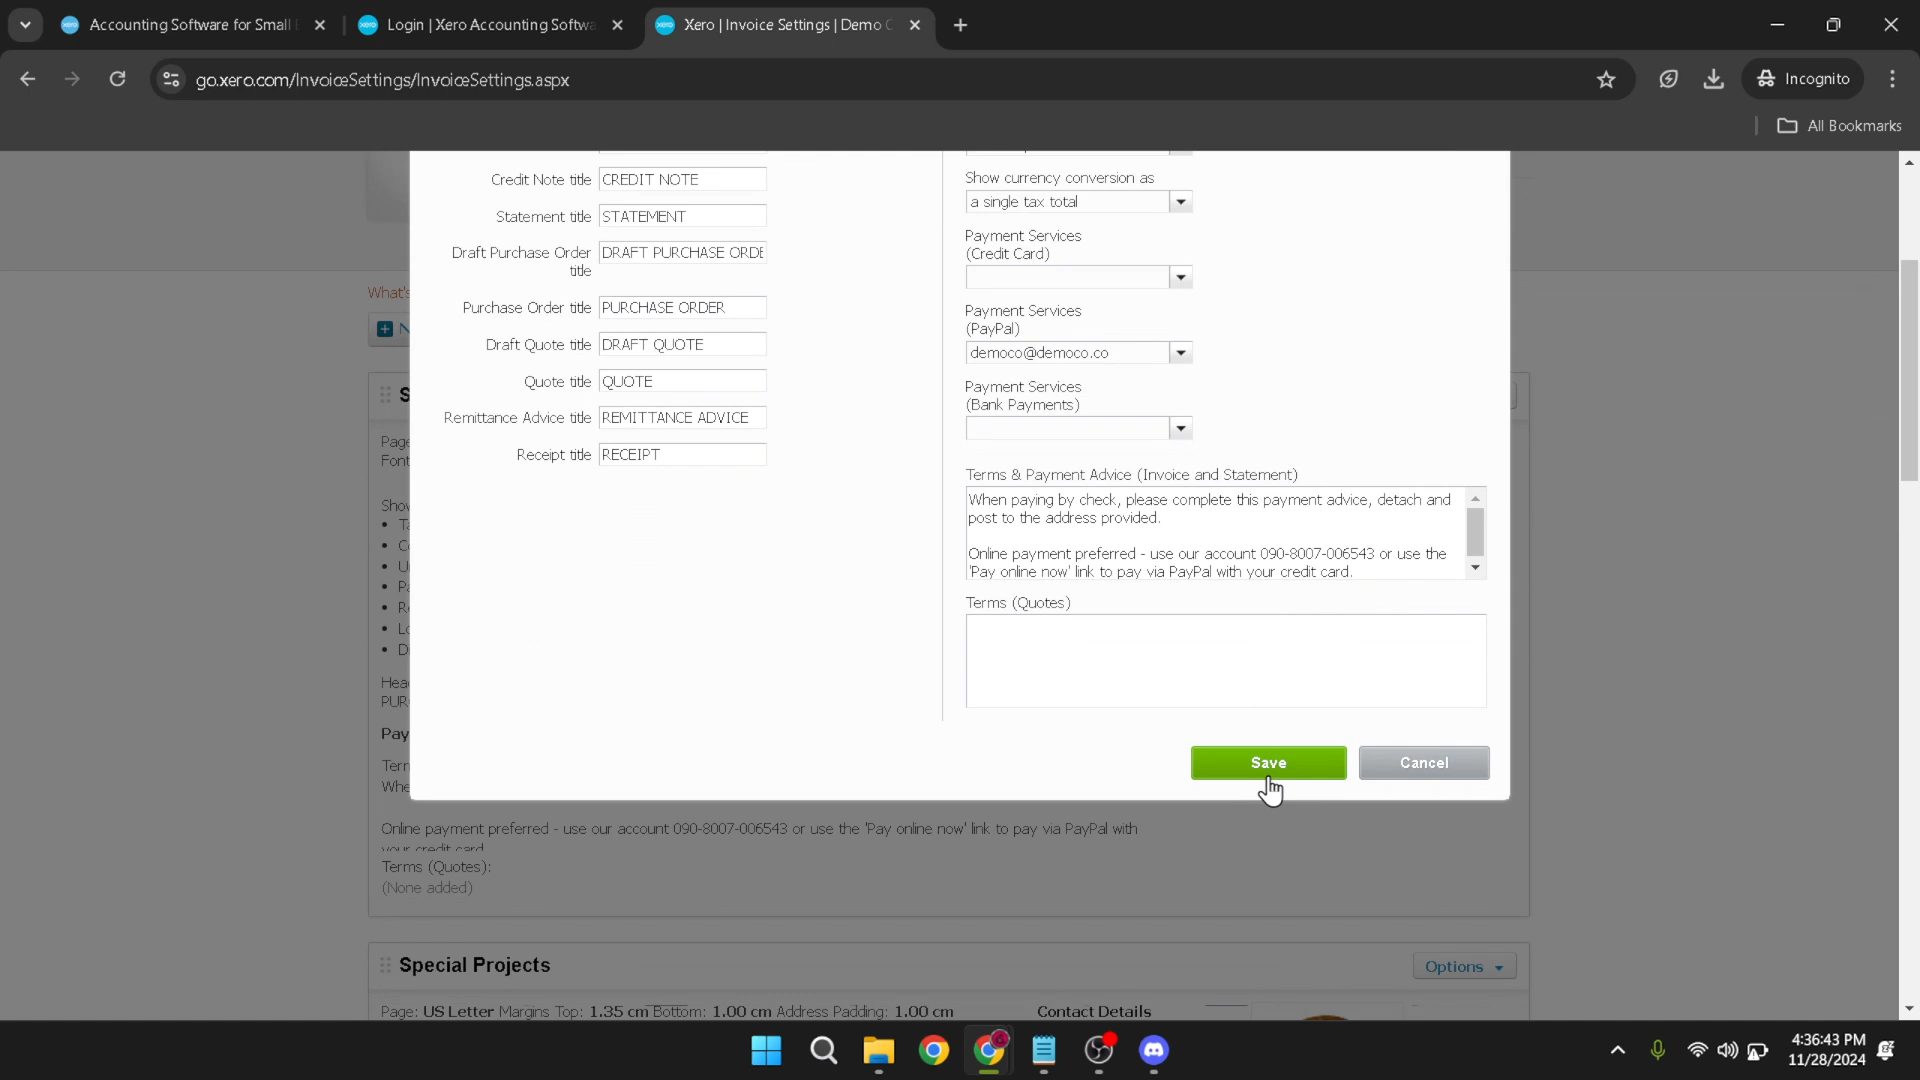 Accounting Software for Small
Login | Xero Accounting Softwa
Xero | Invoice Settings | Demo C
go.xero.com/InvoiceSettings/InvoiceSettings.aspx
Incognito
All Bookmarks
Credit Note title CREDIT NOTE
Statement title STATEMENT
Draft Purchase Order title DRAFT PURCHASE ORDE
Purchase Order title PURCHASE ORDER
Draft Quote title DRAFT QUOTE
Quote title QUOTE
Remittance Advice title REMITTANCE ADVICE
Receipt title RECEIPT
Show currency conversion as
a single tax total
Payment Services
(Credit Card)
Payment Services
(PayPal)
democo@democo.co
Payment Services
(Bank Payments)
Terms & Payment Advice (Invoice and Statement)
When paying by check, please complete this payment advice, detach and
post to the address provided.
Online payment preferred - use our account 090-8007-006543 or use the
'Pay online now' link to pay via PayPal with your credit card.
Terms (Quotes)
Save
Cancel
What's
Page
Font
Show
Pay
Online payment preferred - use our account 090-8007-006543 or use the 'Pay online now' link to pay via PayPal with
your credit card
Terms (Quotes):
(None added)
Special Projects
Options
Page: US Letter Margins Top: 1.35 cm Bottom: 1.00 cm Address Padding: 1.00 cm
Contact Details
4:36:43 PM
11/28/2024